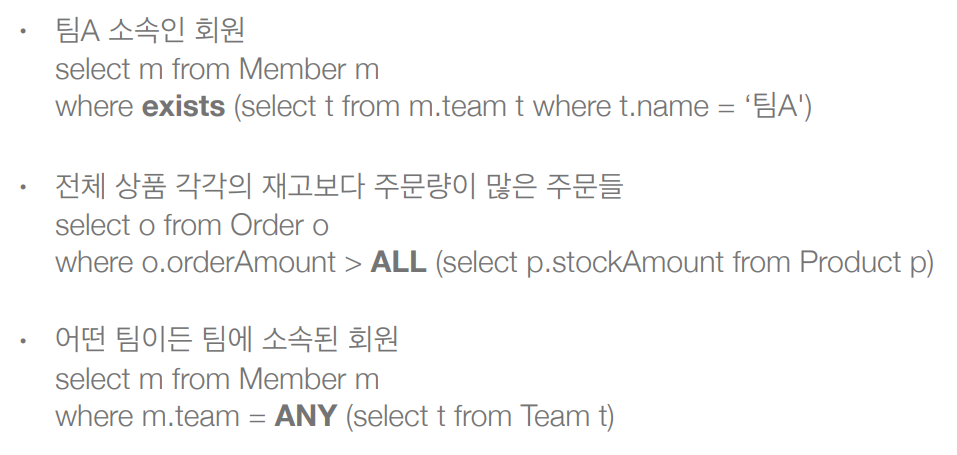 • 팀A 소속인 회원
select m from Member m
where exists (select t from m.team t where t.name = ‘팀A')
• 전체 상품 각각의 재고보다 주문량이 많은 주문들
select o from Order o
where o.orderAmount > ALL (select p.stockAmount from Product p)
• 어떤 팀이든 팀에 소속된 회원
select m from Member m
where m.team = ANY (select t from Team t)